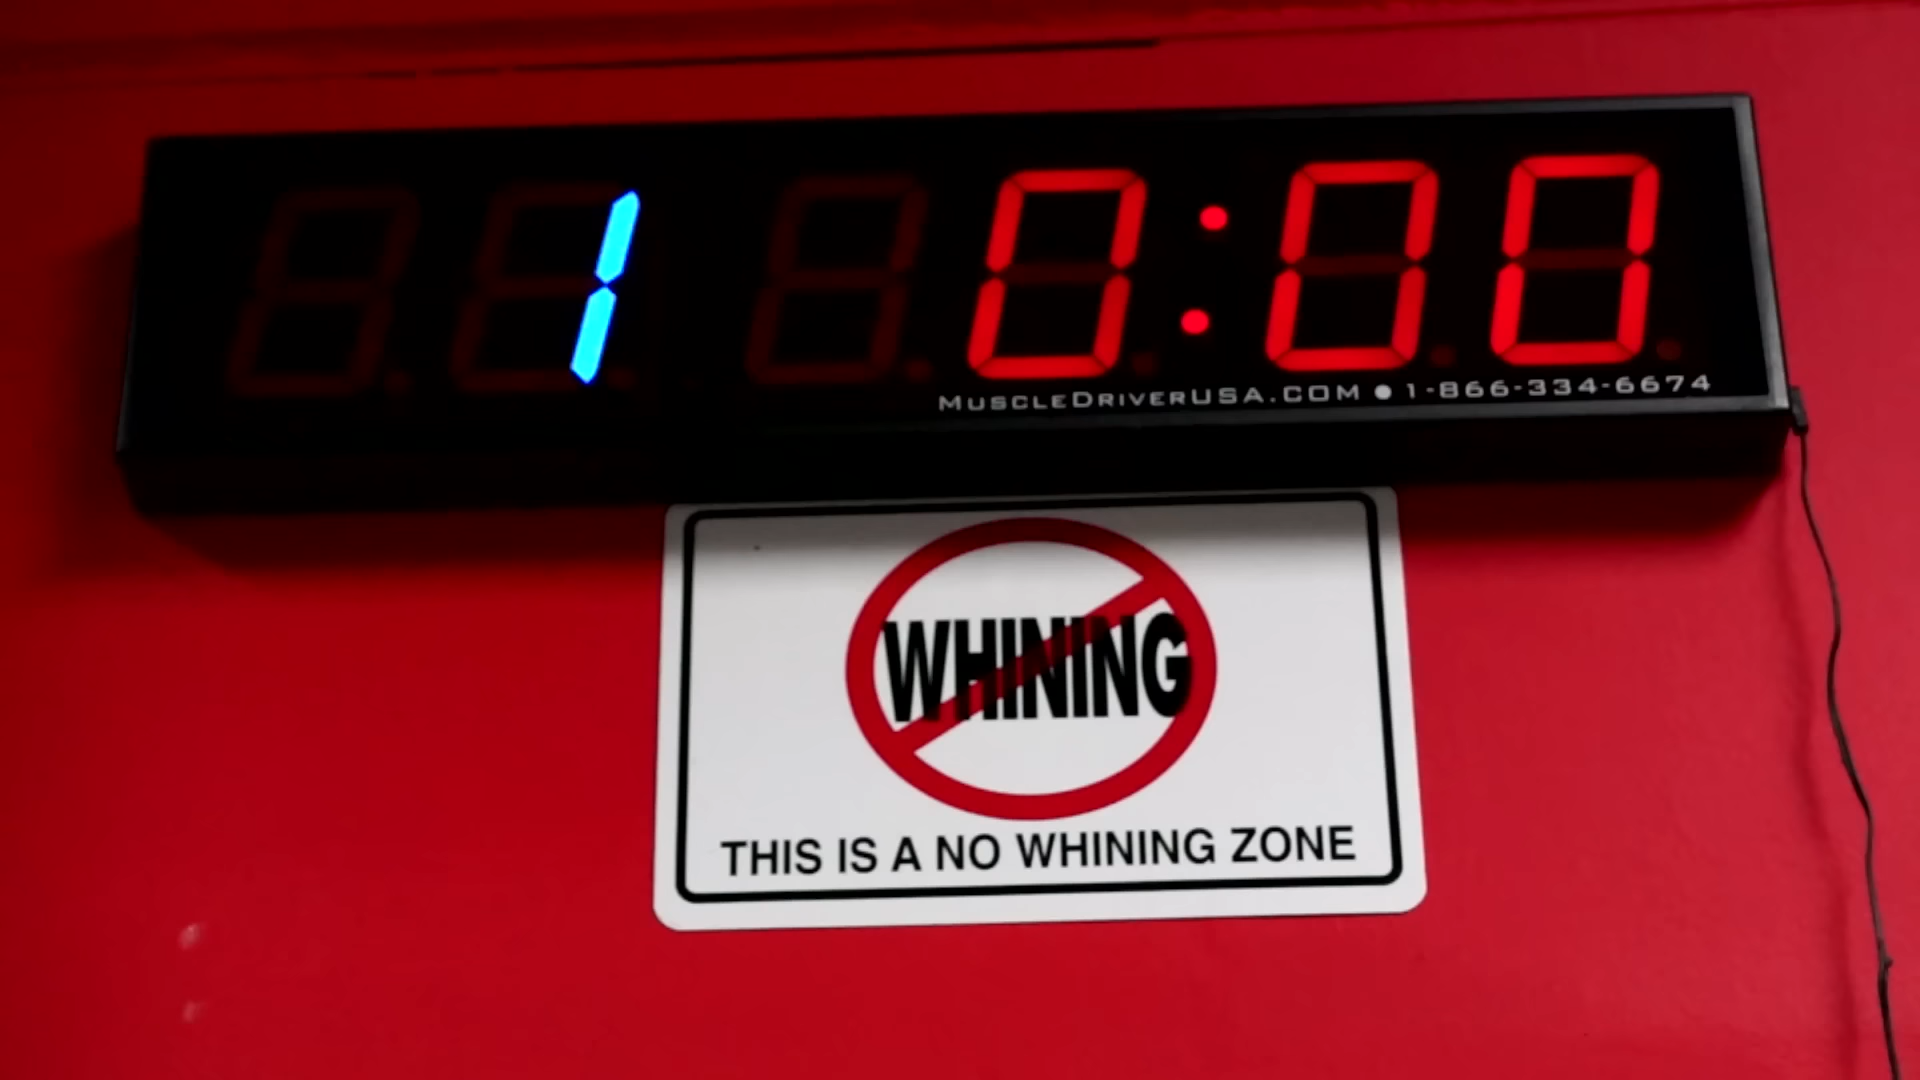 1 0:00
MUSCLEDRIVERUSA.COM ● 1-866-334-6674
WHINING
THIS IS A NO WHINING ZONE